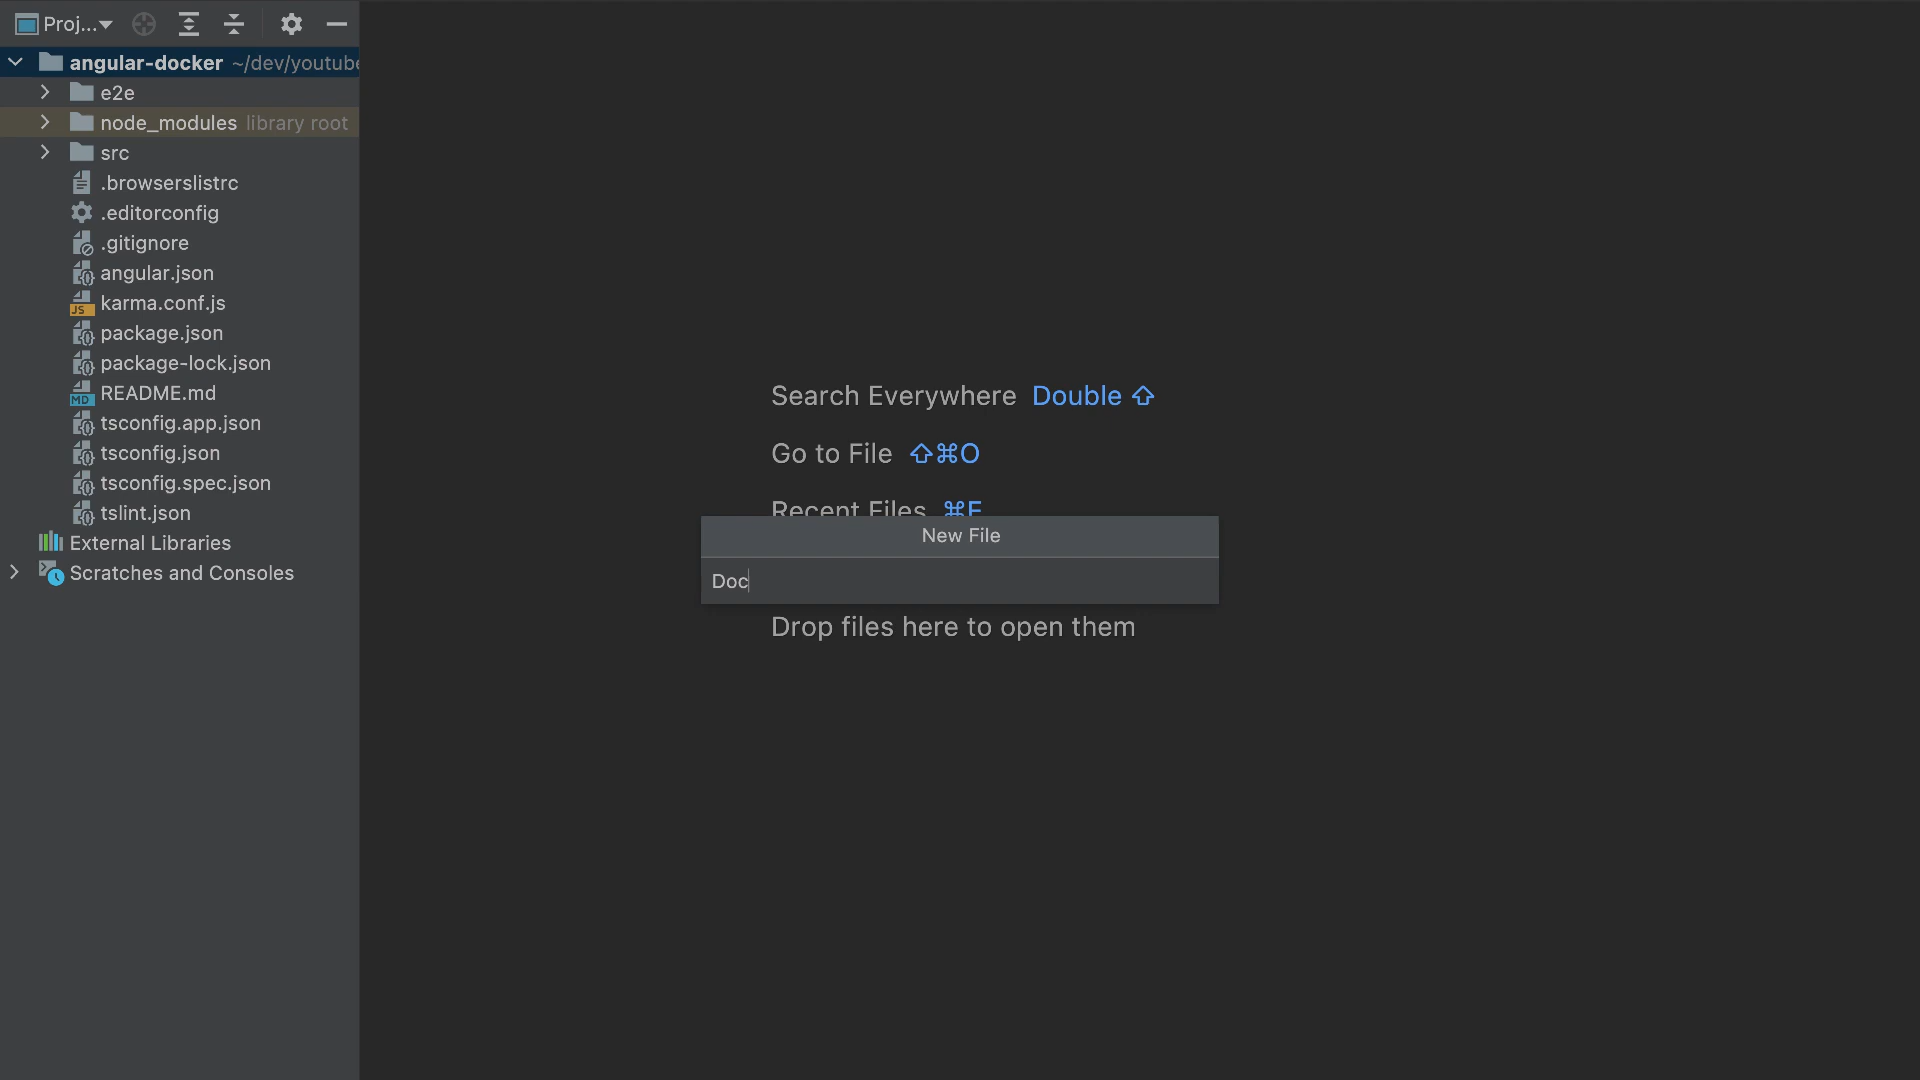 Proj...
angular-docker ~/dev/youtube
e2e
node_modules library root
src
.browserslistrc
.editorconfig
.gitignore
angular.json
JS karma.conf.js
package.json
package-lock.json
MD README.md
tsconfig.app.json
tsconfig.json
tsconfig.spec.json
tslint.json
External Libraries
Scratches and Consoles
Search Everywhere Double ⇧
Go to File ⇧⌘O
Recent Files ⌘E
New File
Doc
Drop files here to open them